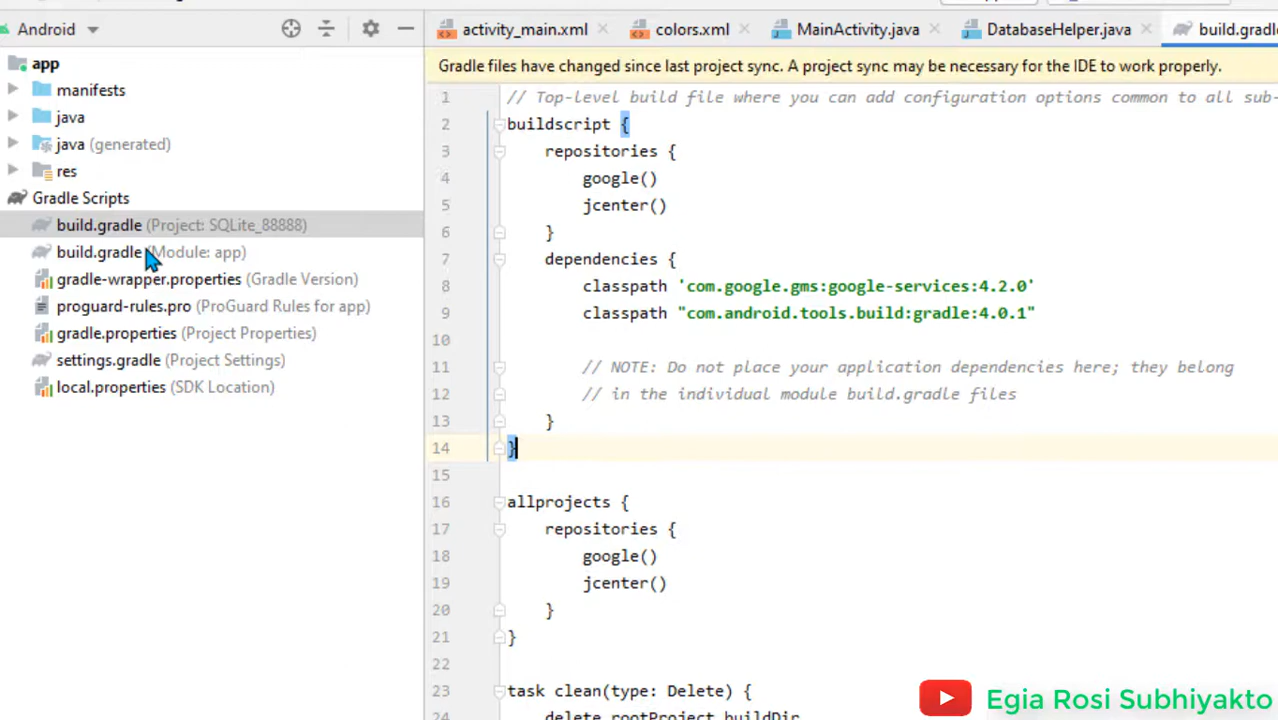 Android
app
manifests
java
java (generated)
res
Gradle Scripts
build.gradle (Project: SQLite_88888)
build.gradle (Module: app)
gradle-wrapper.properties (Gradle Version)
proguard-rules.pro (ProGuard Rules for app)
gradle.properties (Project Properties)
settings.gradle (Project Settings)
local.properties (SDK Location)
activity_main.xml colors.xml MainActivity.java DatabaseHelper.java build.gradle
Gradle files have changed since last project sync. A project sync may be necessary for the IDE to work properly.
1 // Top-level build file where you can add configuration options common to all sub-
2 buildscript {
3 repositories {
4 google()
5 jcenter()
6 }
7 dependencies {
8 classpath 'com.google.gms:google-services:4.2.0'
9 classpath "com.android.tools.build:gradle:4.0.1"
10
11 // NOTE: Do not place your application dependencies here; they belong
12 // in the individual module build.gradle files
13 }
14 }
15
16 allprojects {
17 repositories {
18 google()
19 jcenter()
20 }
21 }
22
23 task clean(type: Delete) {
24 delete rootProject.buildDir
Egia Rosi Subhiyakto